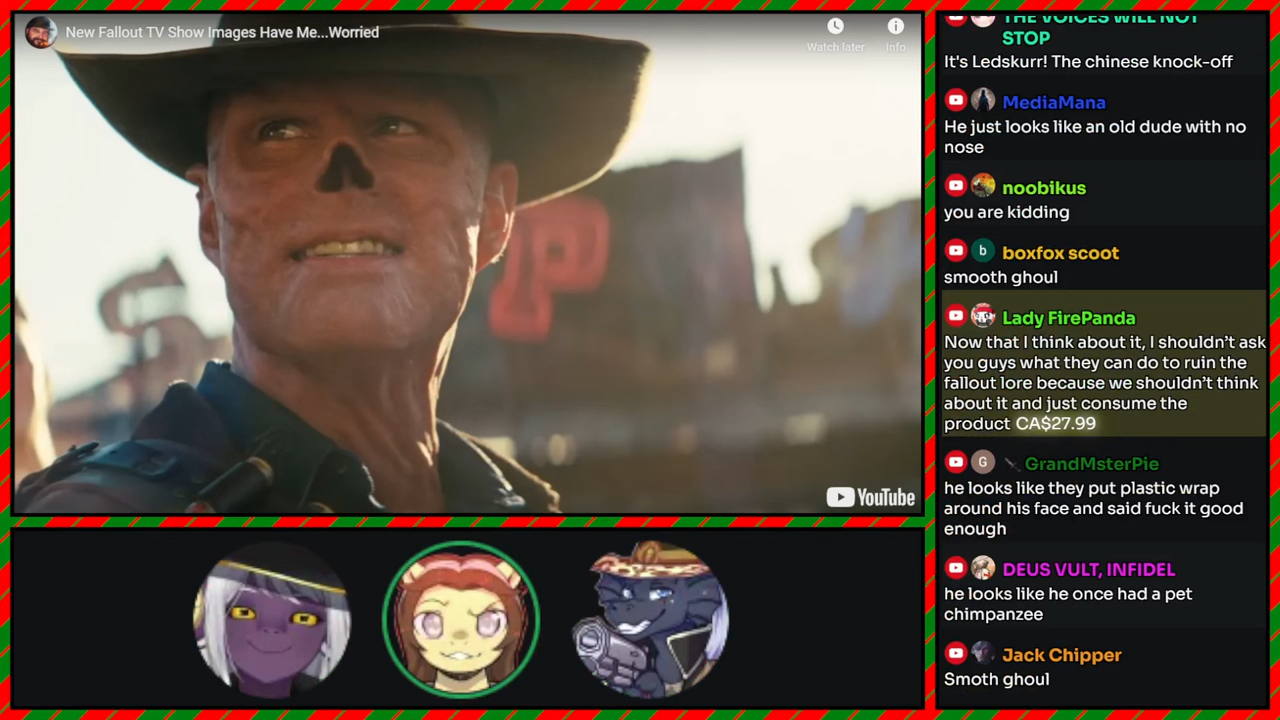 New Fallout TV Show Images Have Me...Worried
Watch later
Info
P
YouTube
THE VOICES WILL NOT
STOP
It's Ledskurr! The chinese knock-off
MediaMana
He just looks like an old dude with no
nose
noobikus
you are kidding
b
boxfox scoot
smooth ghoul
Lady FirePanda
Now that I think about it, I shouldn't ask
you guys what they can do to ruin the
fallout lore because we shouldn't think
about it and just consume the
product CA$27.99
G
GrandMsterPie
he looks like they put plastic wrap
around his face and said fuck it good
enough
DEUS VULT, INFIDEL
he looks like he once had a pet
chimpanzee
Jack Chipper
Smoth ghoul